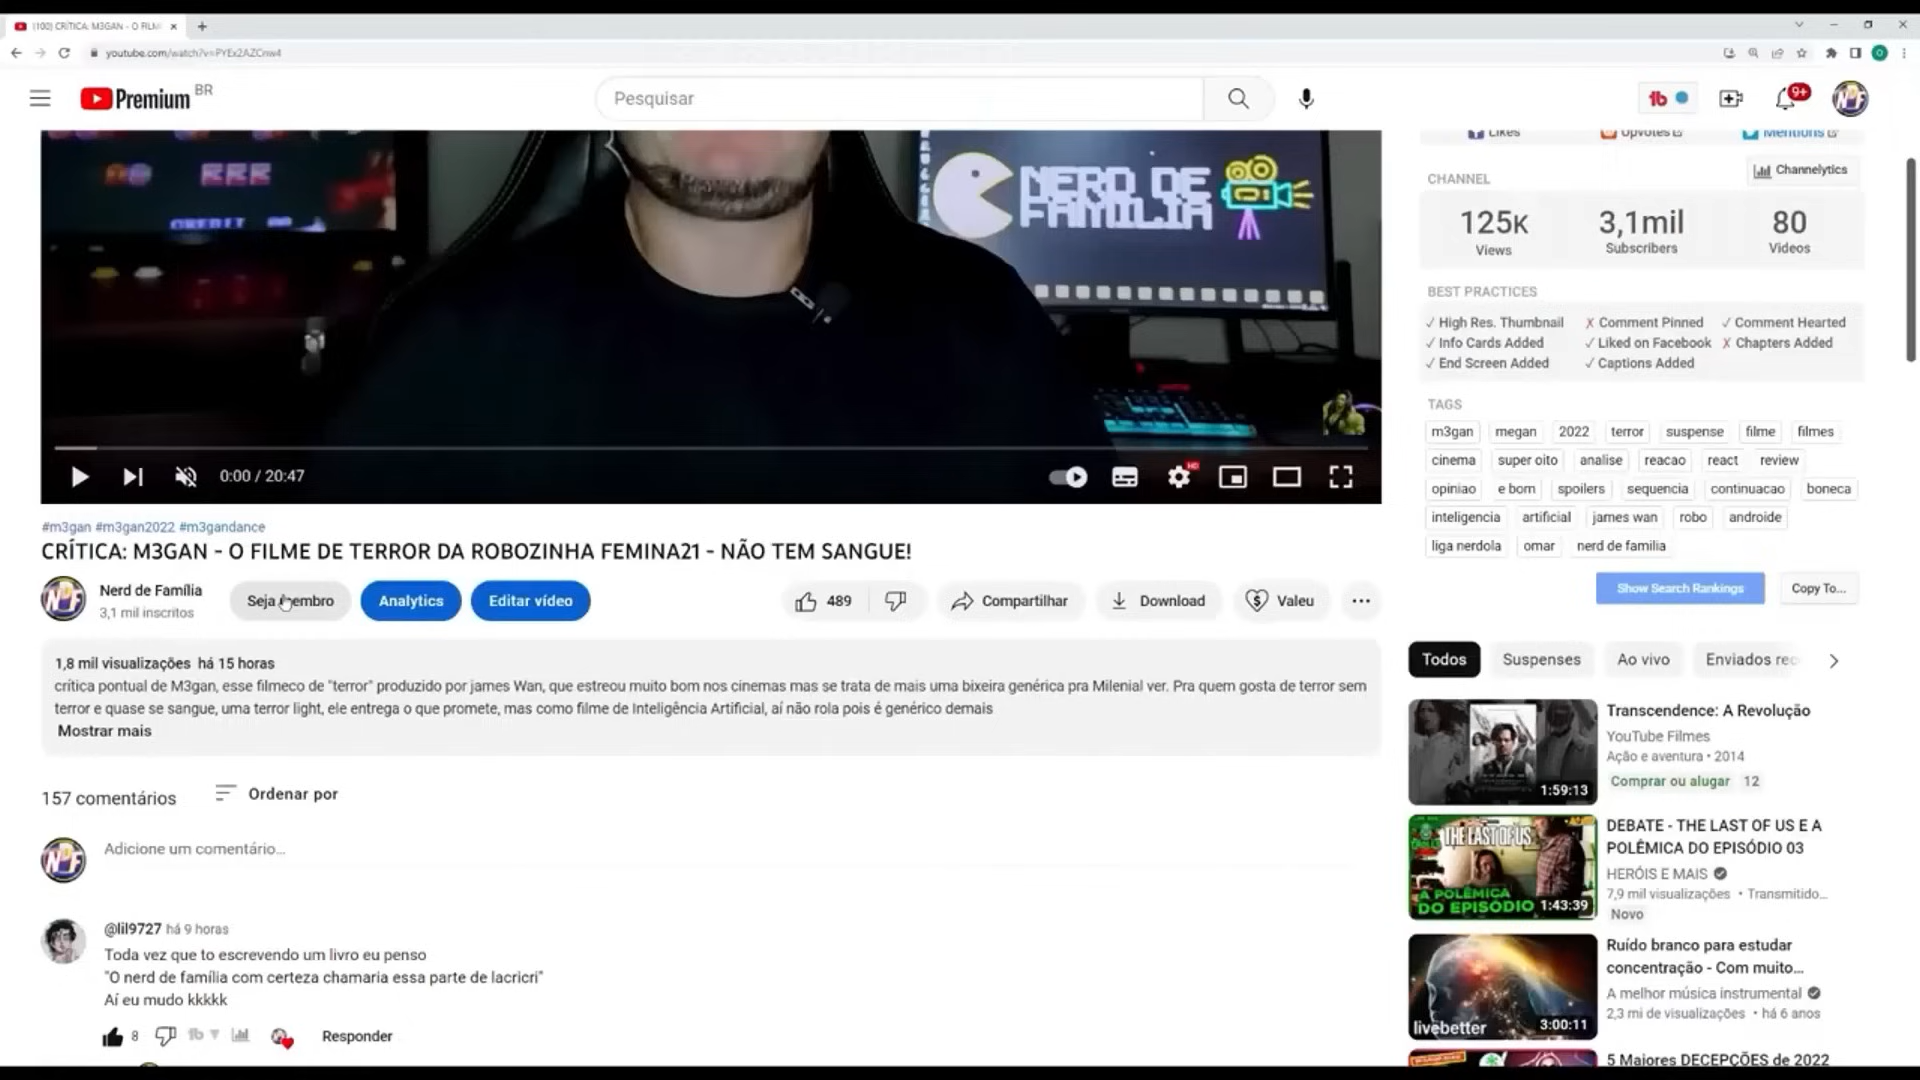 (100) CRÍTICA: M3GAN - O FILM
youtube.com/watch?v=PYEx2AZCnw4
Premium BR
Pesquisar
9+
NERD DE
FAMILIA
CREDIT
0:00 / 20:47
HD
#m3gan #m3gan2022 #m3gandance
CRÍTICA: M3GAN - O FILME DE TERROR DA ROBOZINHA FEMINA21 - NÃO TEM SANGUE!
Nerd de Família
3,1 mil inscritos
Seja membro
Analytics
Editar vídeo
489
Compartilhar
Download
Valeu
1,8 mil visualizações há 15 horas
crítica pontual de M3gan, esse filmeco de "terror" produzido por james Wan, que estreou muito bom nos cinemas mas se trata de mais uma bixeira genérica pra Milenial ver. Pra quem gosta de terror sem
terror e quase se sangue, uma terror light, ele entrega o que promete, mas como filme de Inteligência Artificial, aí não rola pois é genérico demais
Mostrar mais
157 comentários
Ordenar por
Adicione um comentário...
@lil9727 há 9 horas
Toda vez que to escrevendo um livro eu penso
"O nerd de família com certeza chamaria essa parte de lacricri"
Aí eu mudo kkkkk
8
Responder
Likes Upvotes Mentions
CHANNEL
Channelytics
125K 3,1mil 80
Views Subscribers Videos
BEST PRACTICES
✓ High Res. Thumbnail ✗ Comment Pinned ✓ Comment Hearted
✓ Info Cards Added ✓ Liked on Facebook ✗ Chapters Added
✓ End Screen Added ✓ Captions Added
TAGS
m3gan megan 2022 terror suspense filme filmes
cinema super oito analise reacao react review
opiniao e bom spoilers sequencia continuacao boneca
inteligencia artificial james wan robo androide
liga nerdola omar nerd de familia
Show Search Rankings
Copy To...
Todos
Suspenses
Ao vivo
Enviados rec
Transcendence: A Revolução
YouTube Filmes
Ação e aventura • 2014
Comprar ou alugar 12
1:59:13
DEBATE - THE LAST OF US E A
POLÊMICA DO EPISÓDIO 03
HERÓIS E MAIS
7,9 mil visualizações • Transmitido...
Novo
THE LAST OF US
A POLÊMICA
DO EPISÓDIO
1:43:39
Ruído branco para estudar
concentração - Com muito...
A melhor música instrumental
2,3 mi de visualizações • há 6 anos
livebetter
3:00:11
5 Maiores DECEPÇÕES de 2022